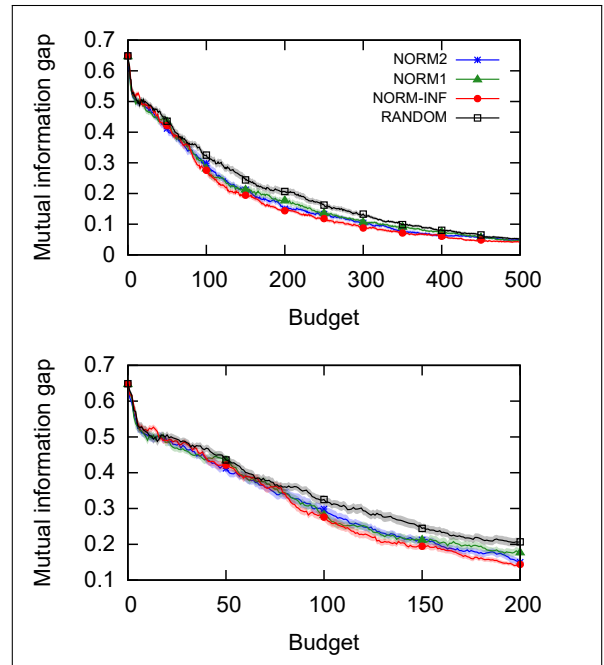 Mutual information gap
0.7
0.6
0.5
0.4
0.3
0.2
0.1
0
NORM2
NORM1
NORM-INF
RANDOM
0 100 200 300 400 500
Budget
Mutual information gap
0.7
0.6
0.5
0.4
0.3
0.2
0.1
0 50 100 150 200
Budget